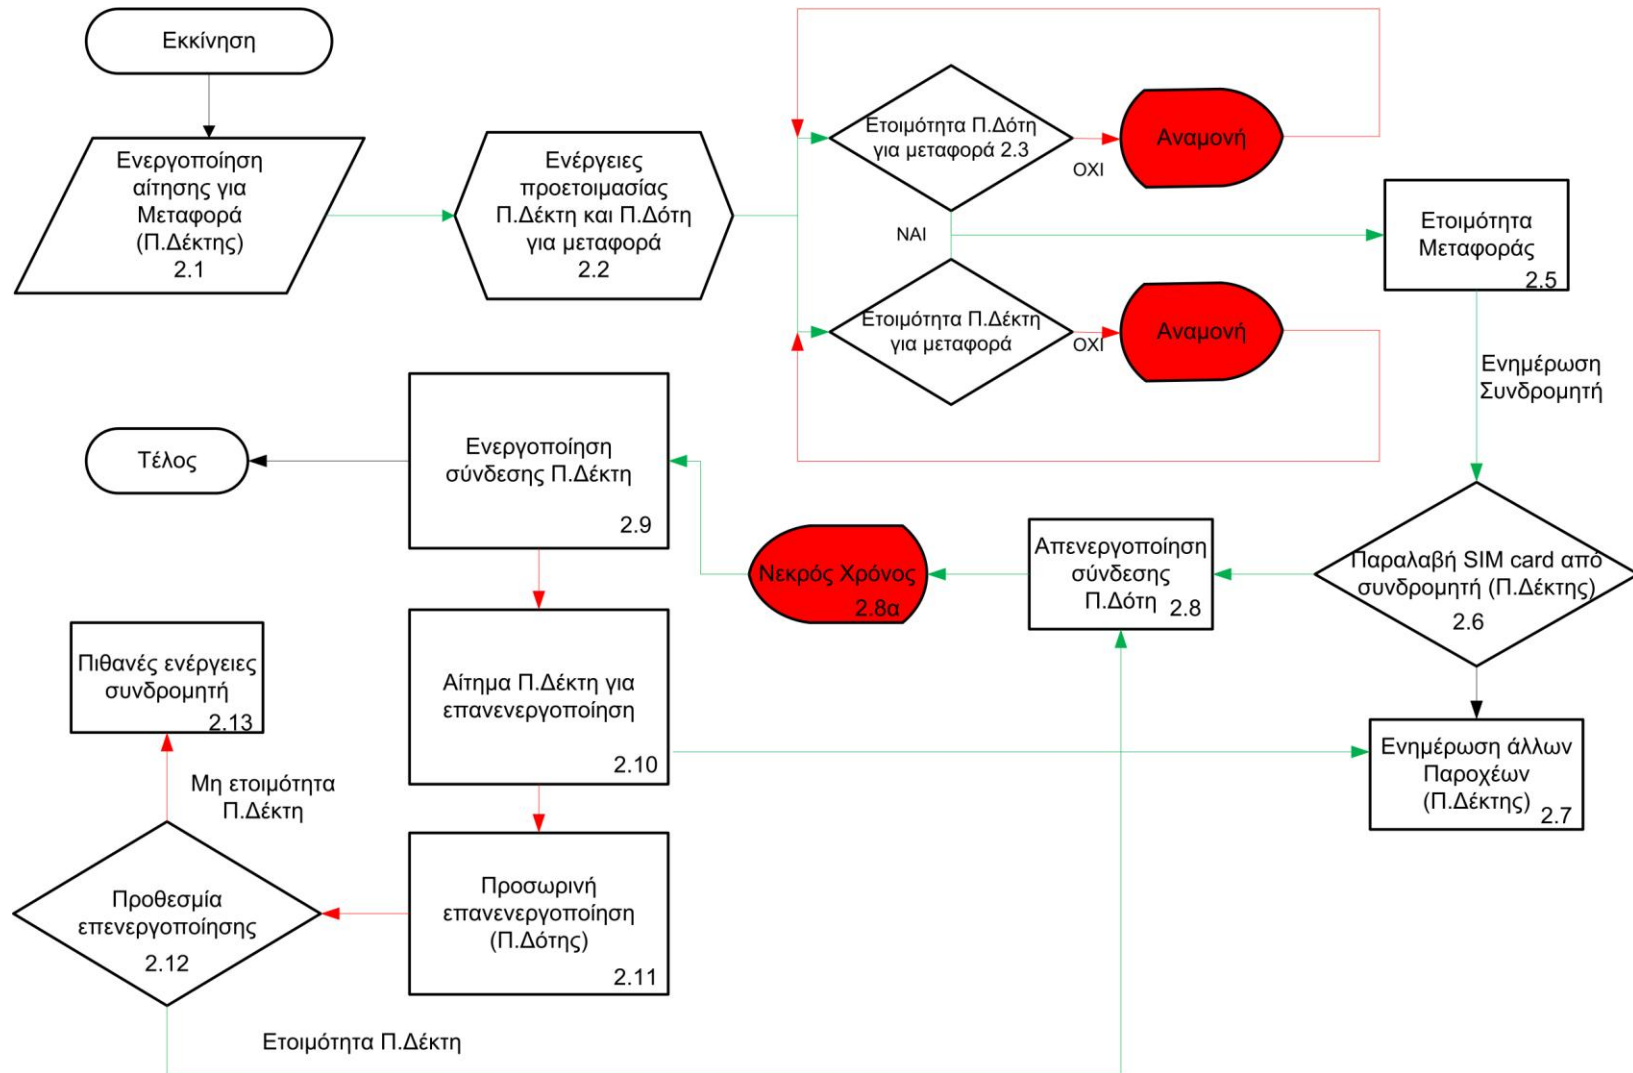 Εκκίνηση
Ενεργοποίηση
αίτησης για
Μεταφορά
(Π.Δέκτης)
2.1
Ενέργειες
προετοιμασίας
Π.Δέκτη και Π.Δότη
για μεταφορά
2.2
Ετοιμότητα Π.Δότη
για μεταφορά 2.3
ΟΧΙ
Αναμονή
ΝΑΙ
Ετοιμότητα
Μεταφοράς
2.5
Ετοιμότητα Π.Δέκτη
για μεταφορά
ΟΧΙ
Αναμονή
Ενημέρωση
Συνδρομητή
Τέλος
Ενεργοποίηση
σύνδεσης Π.Δέκτη
2.9
Νεκρός Χρόνος
2.8α
Απενεργοποίηση
σύνδεσης
Π.Δότη 2.8
Παραλαβή SIM card από
συνδρομητή (Π.Δέκτης)
2.6
Πιθανές ενέργειες
συνδρομητή
2.13
Αίτημα Π.Δέκτη για
επανενεργοποίηση
2.10
Ενημέρωση άλλων
Παροχέων
(Π.Δέκτης)
2.7
Μη ετοιμότητα
Π.Δέκτη
Προθεσμία
επενεργοποίησης
2.12
Προσωρινή
επανενεργοποίηση
(Π.Δότης)
2.11
Ετοιμότητα Π.Δέκτη